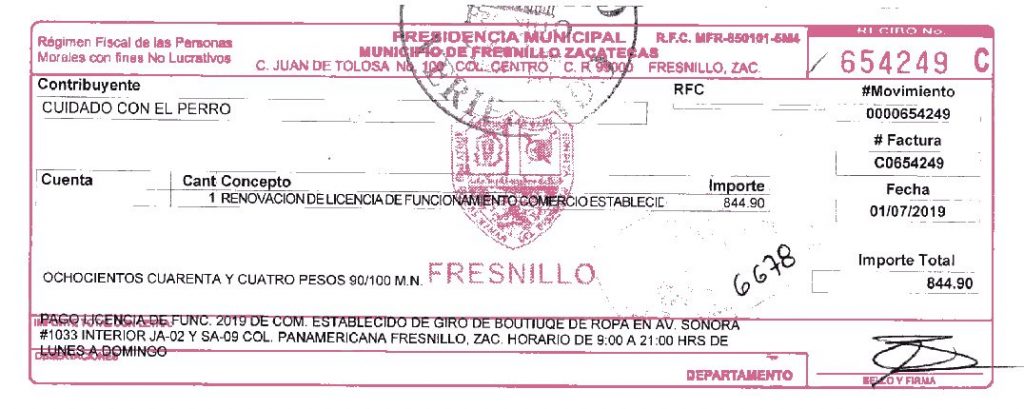 Régimen Fiscal de las Personas
Morales con fines No Lucrativos
PRESIDENCIA MUNICIPAL R.F.C. MFR-850101-5M4
MUNICIPIO DE FRESNILLO ZACATECAS
C. JUAN DE TOLOSA No. 100 COL. CENTRO C. P. 99000 FRESNILLO, ZAC.
RECIBO No.
654249 C
Contribuyente
RFC
#Movimiento
CUIDADO CON EL PERRO
0000654249
# Factura
C0654249
Cuenta Cant Concepto Importe
Fecha
1 RENOVACION DE LICENCIA DE FUNCIONAMIENTO COMERCIO ESTABLECID 844.90
01/07/2019
FRESNILLO
6678
Importe Total
OCHOCIENTOS CUARENTA Y CUATRO PESOS 90/100 M.N.
844.90
PAGO LICENCIA DE FUNC. 2019 DE COM. ESTABLECIDO DE GIRO DE BOUTIUQE DE ROPA EN AV. SONORA
#1033 INTERIOR JA-02 Y SA-09 COL. PANAMERICANA FRESNILLO, ZAC. HORARIO DE 9:00 A 21:00 HRS DE
LUNES A DOMINGO
OBSERVACIONES
DEPARTAMENTO
SELLO Y FIRMA